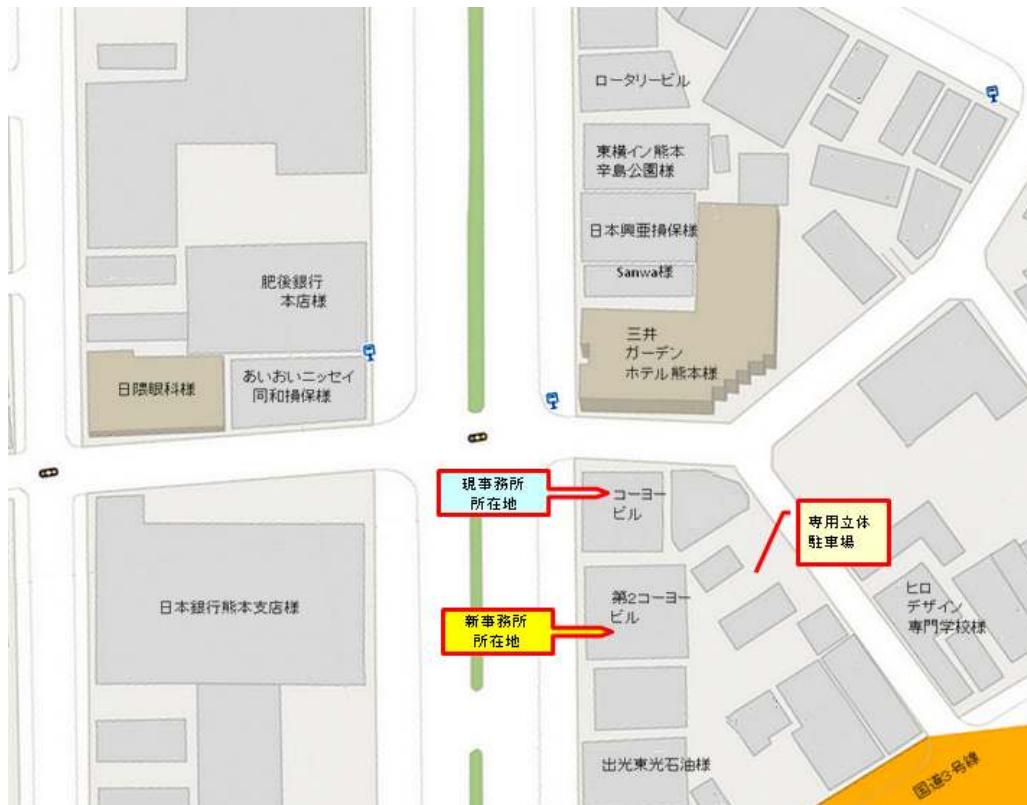 ロータリービル
東横イン熊本
辛島公園様
日本興亜損保様
Sanwa様
肥後銀行
本店様
三井
ガーデン
ホテル熊本様
日隈眼科様
あいおいニッセイ
同和損保様
現事務所
所在地
コーヨー
ビル
専用立体
駐車場
日本銀行熊本支店様
新事務所
所在地
第2コーヨー
ビル
ヒロ
デザイン
専門学校様
出光東光石油様
国道3号線